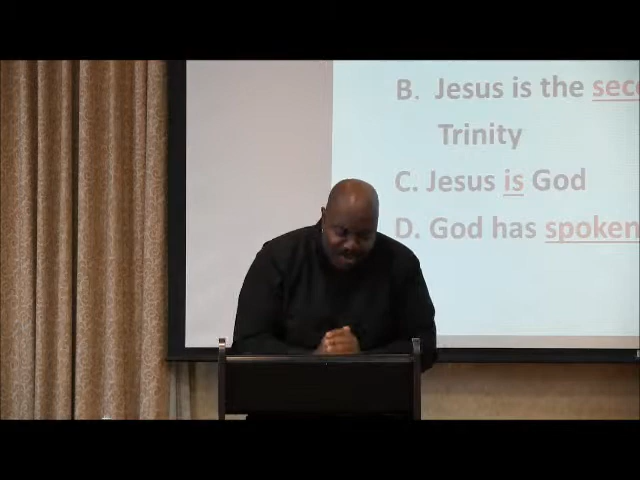 B. Jesus is the
Trinity
C. Jesus is God
D. God has spoken